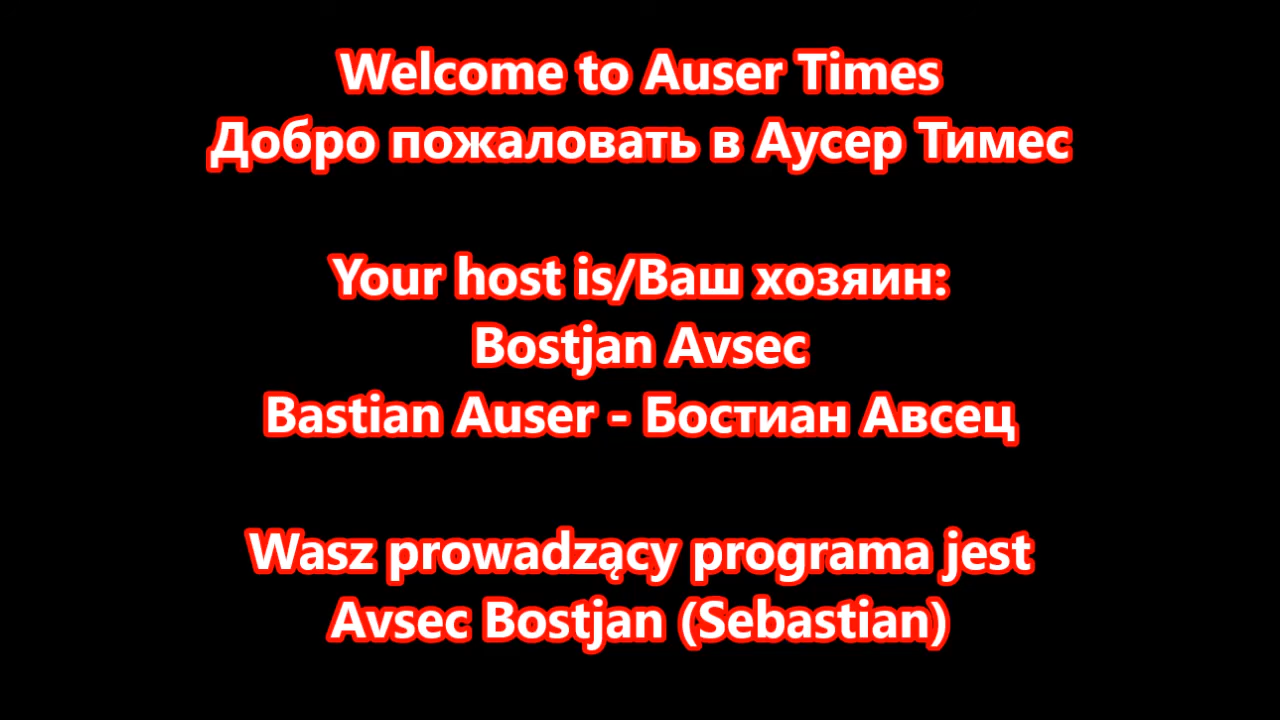 Welcome to Auser Times
Добро пожаловать в Аусер Тимес
Your host is/Ваш хозяин:
Bostjan Avsec
Bastian Auser - Бостиан Авсец
Wasz prowadzący programa jest
Avsec Bostjan (Sebastian)